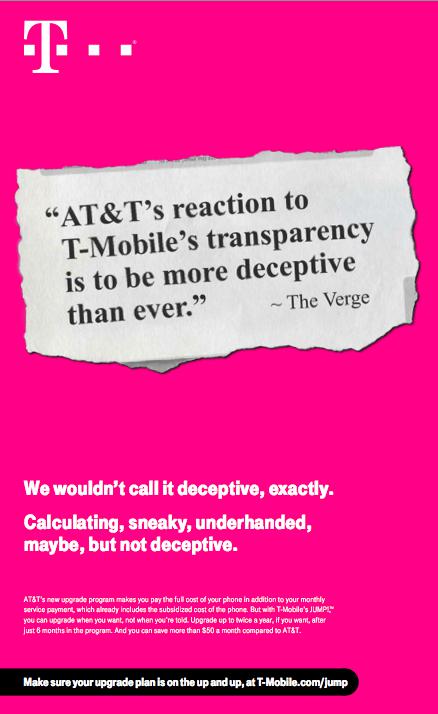 T
“AT&T’s reaction to
T-Mobile’s transparency
is to be more deceptive
than ever.”
~ The Verge
We wouldn’t call it deceptive, exactly.
Calculating, sneaky, underhanded,
maybe, but not deceptive.
AT&T’s new upgrade program makes you pay the full cost of your phone in addition to your monthly
service payment, which already includes the subsidized cost of the phone. But with T-Mobile’s JUMP!,™
you can upgrade when you want, not when you’re told. Upgrade up to twice a year, if you want, after
just 6 months in the program. And you can save more than $50 a month compared to AT&T.
Make sure your upgrade plan is on the up and up, at T-Mobile.com/jump